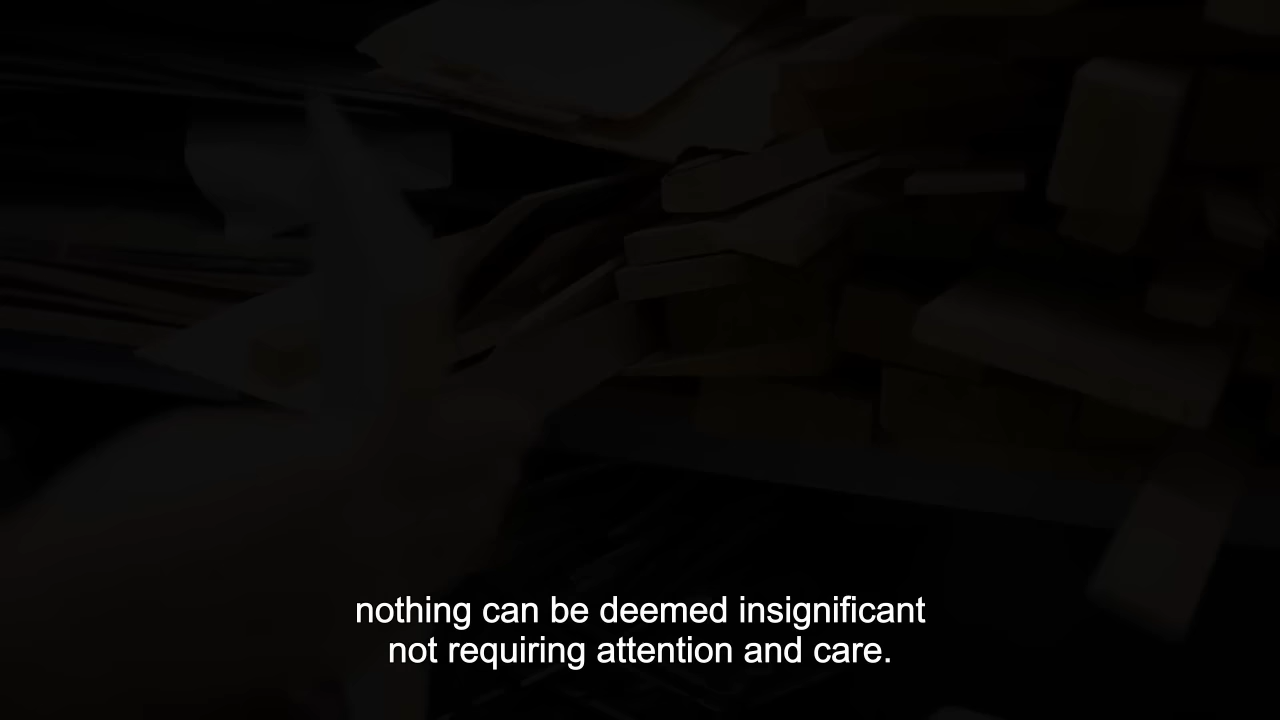 nothing can be deemed insignificant
not requiring attention and care.